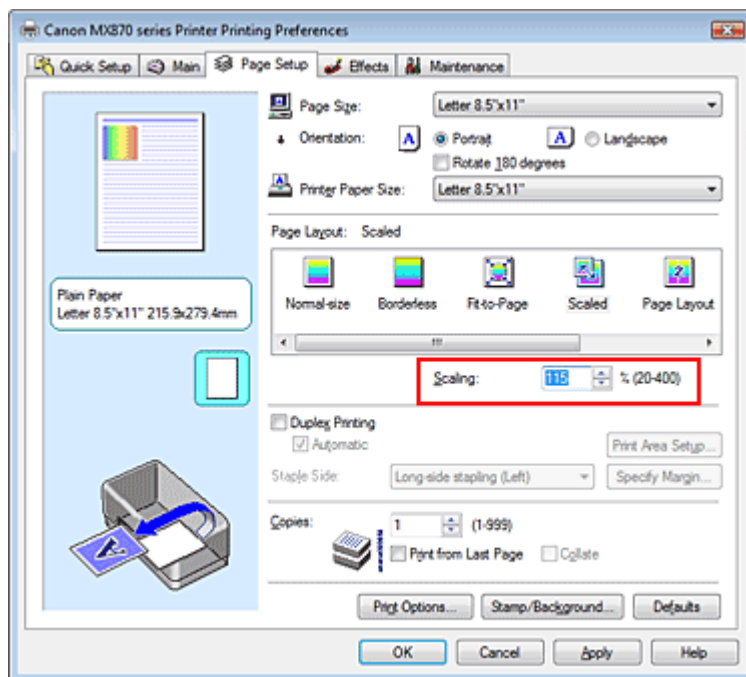 Canon MX870 series Printer Printing Preferences
Quick Setup Main Page Setup Effects Maintenance
Page Size: Letter 8.5"x11"
Orientation: A Portrait A Landscape
Rotate 180 degrees
Printer Paper Size: Letter 8.5"x11"
Page Layout: Scaled
Normal-size Borderless Fit-to-Page Scaled Page Layout
Plain Paper
Letter 8.5"x11" 215.9x279.4mm
Scaling: 115 % (20-400)
Duplex Printing
Automatic Print Area Setup...
Staple Side: Long-side stapling (Left) Specify Margin...
Copies: 1 (1-999)
Print from Last Page Collate
Print Options... Stamp/Background... Defaults
OK Cancel Apply Help